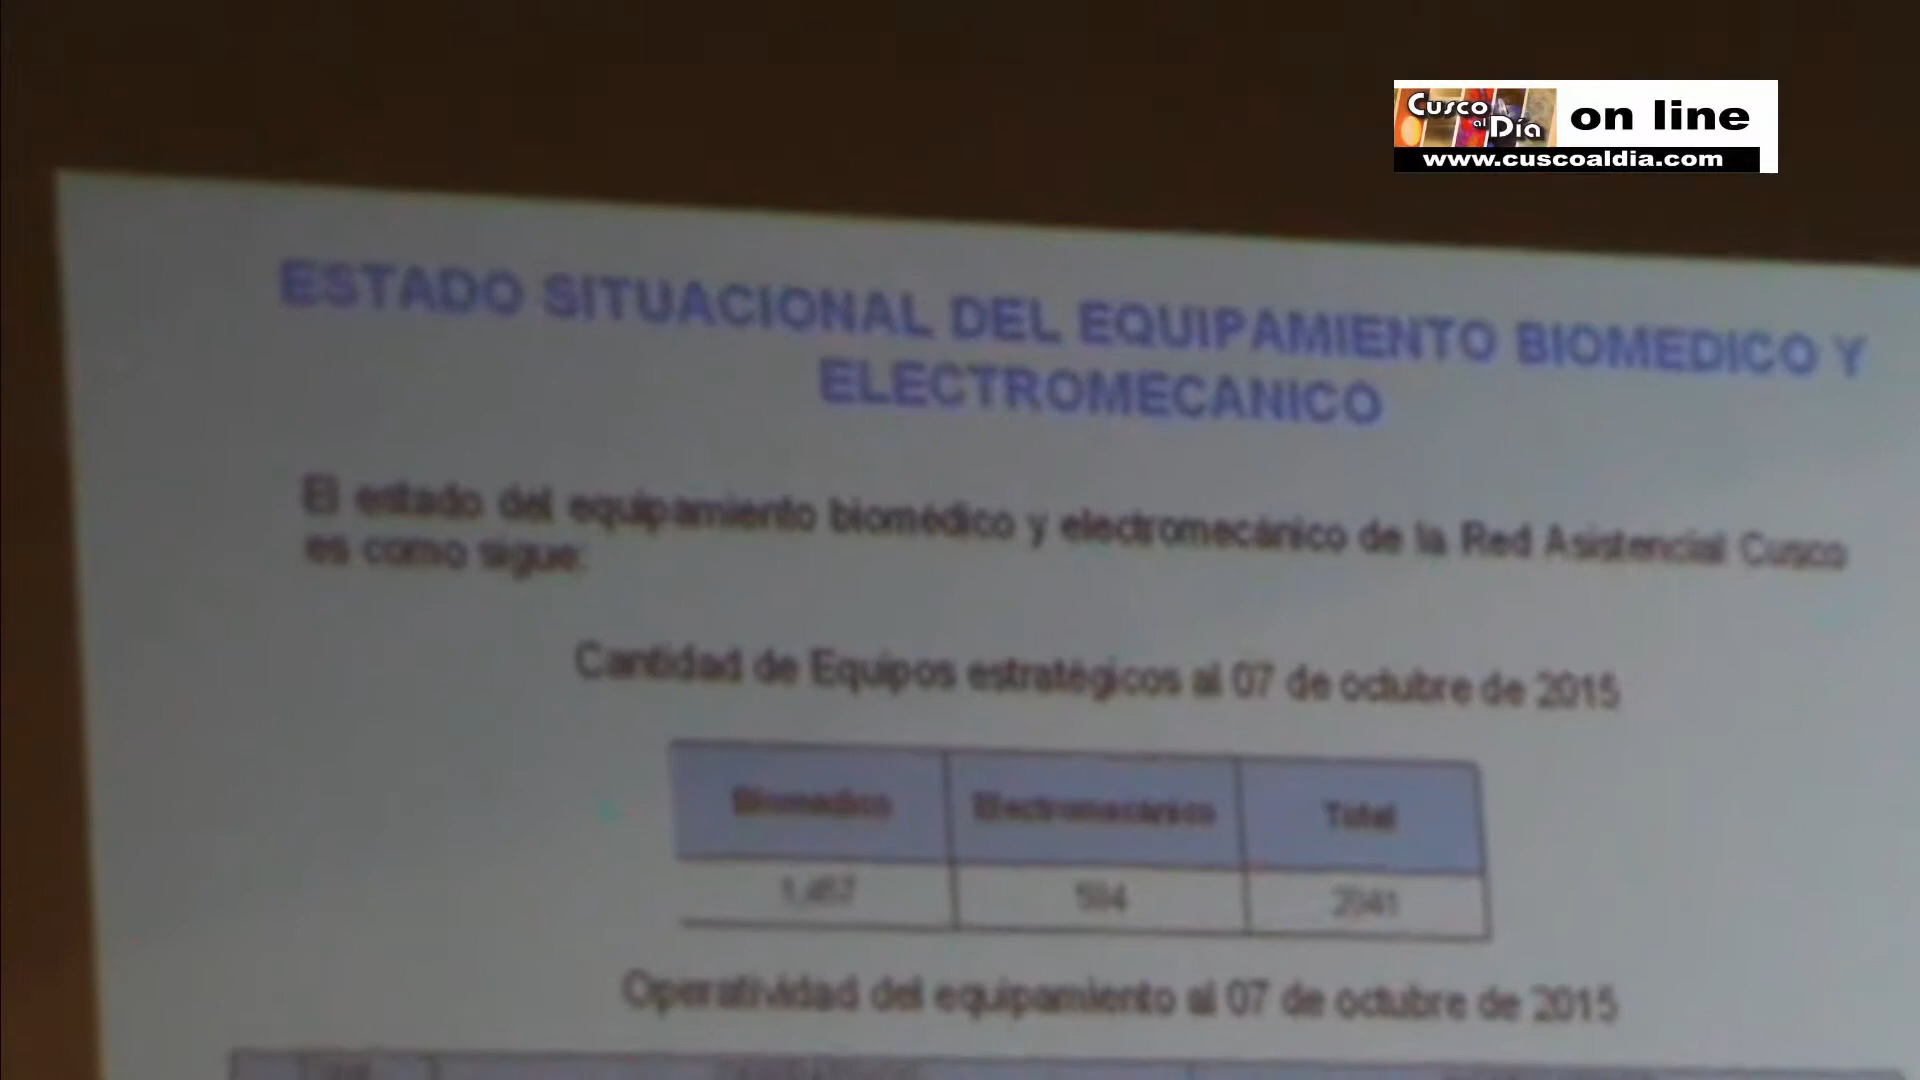 Cusco
al Día
on line
www.cuscoaldia.com
ESTADO SITUACIONAL DEL EQUIPAMIENTO BIOMEDICO Y
ELECTROMECANICO
El estado del equipamiento biomédico y electromecánico de la Red Asistencial Cusco
es como sigue:
Cantidad de Equipos estratégicos al 07 de octubre de 2015
Biomedico Electromecánico Total
Operatividad del equipamiento al 07 de octubre de 2015